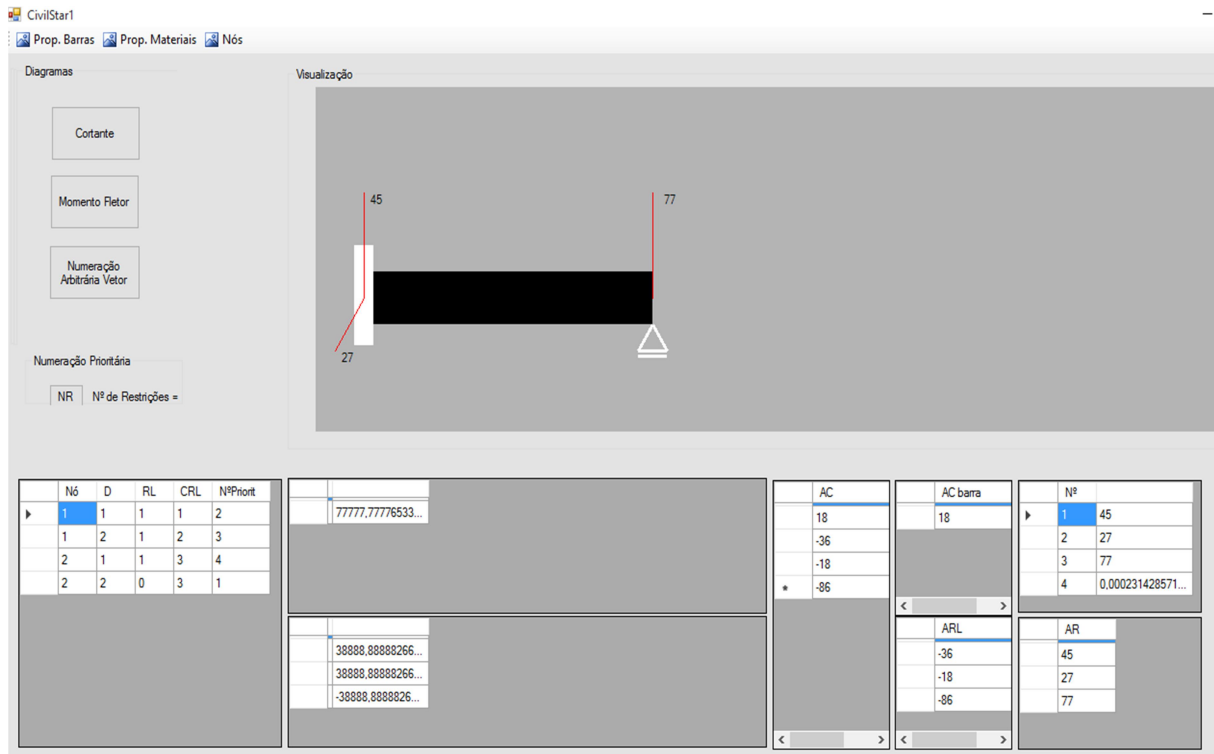 CivilStar1
Prop. Barras Prop. Materiais Nós
Diagramas
Cortante
Momento Fletor
Numeração
Arbitrária Vetor
Numeração Prioritária
NR Nº de Restrições =
Visualização
45
77
27
Nó D RL CRL NºPriorit
1 1 1 1 2
1 2 1 2 3
2 1 1 3 4
2 2 0 3 1
77777,77776533...
38888,88888266...
38888,88888266...
-38888,8888826...
AC
18
-36
-18
-86
AC barra
18
ARL
-36
-18
-86
Nº
1 45
2 27
3 77
4 0,000231428571...
AR
45
27
77